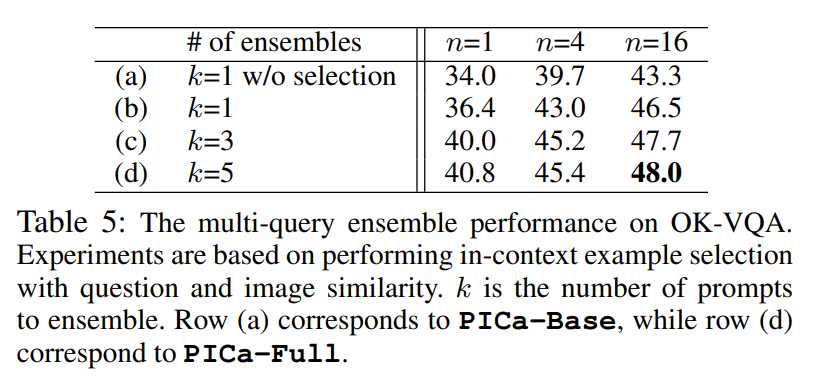 # of ensembles n=1 n=4 n=16
(a) k=1 w/o selection 34.0 39.7 43.3
(b) k=1 36.4 43.0 46.5
(c) k=3 40.0 45.2 47.7
(d) k=5 40.8 45.4 48.0
Table 5: The multi-query ensemble performance on OK-VQA.
Experiments are based on performing in-context example selection
with question and image similarity. k is the number of prompts
to ensemble. Row (a) corresponds to PICa-Base, while row (d)
correspond to PICa-Full.